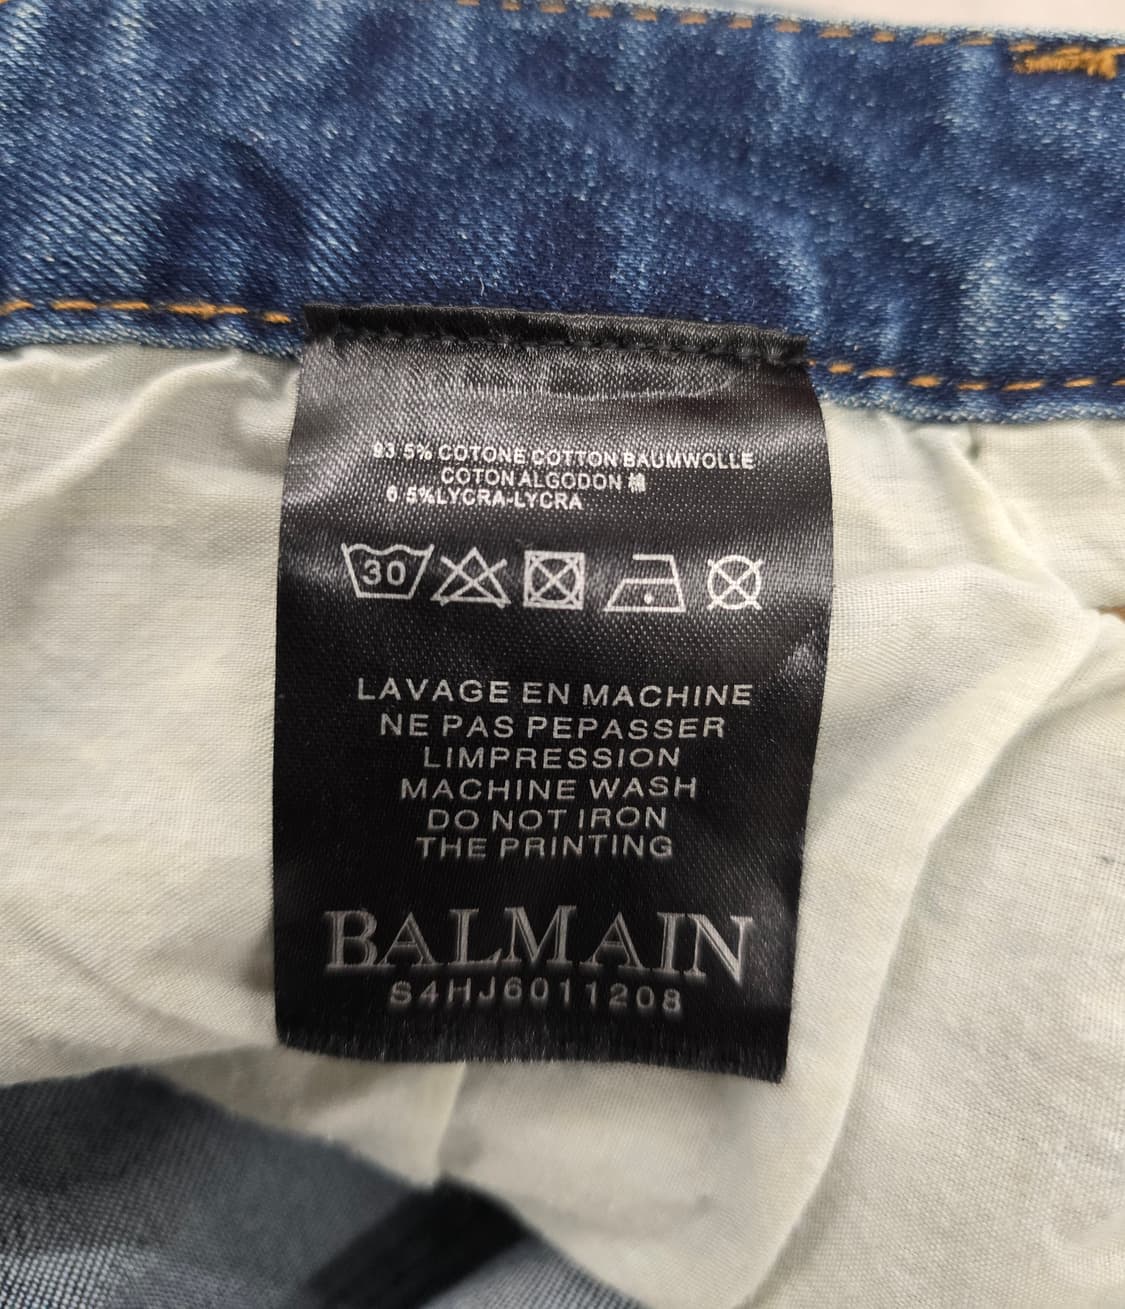 93 5% COTONE COTTON BAUMWOLLE
COTON ALGODON 棉
6 5%LYCRA-LYCRA
30
LAVAGE EN MACHINE
NE PAS PEPASSER
LIMPRESSION
MACHINE WASH
DO NOT IRON
THE PRINTING
BALMAIN
S4HJ6011208